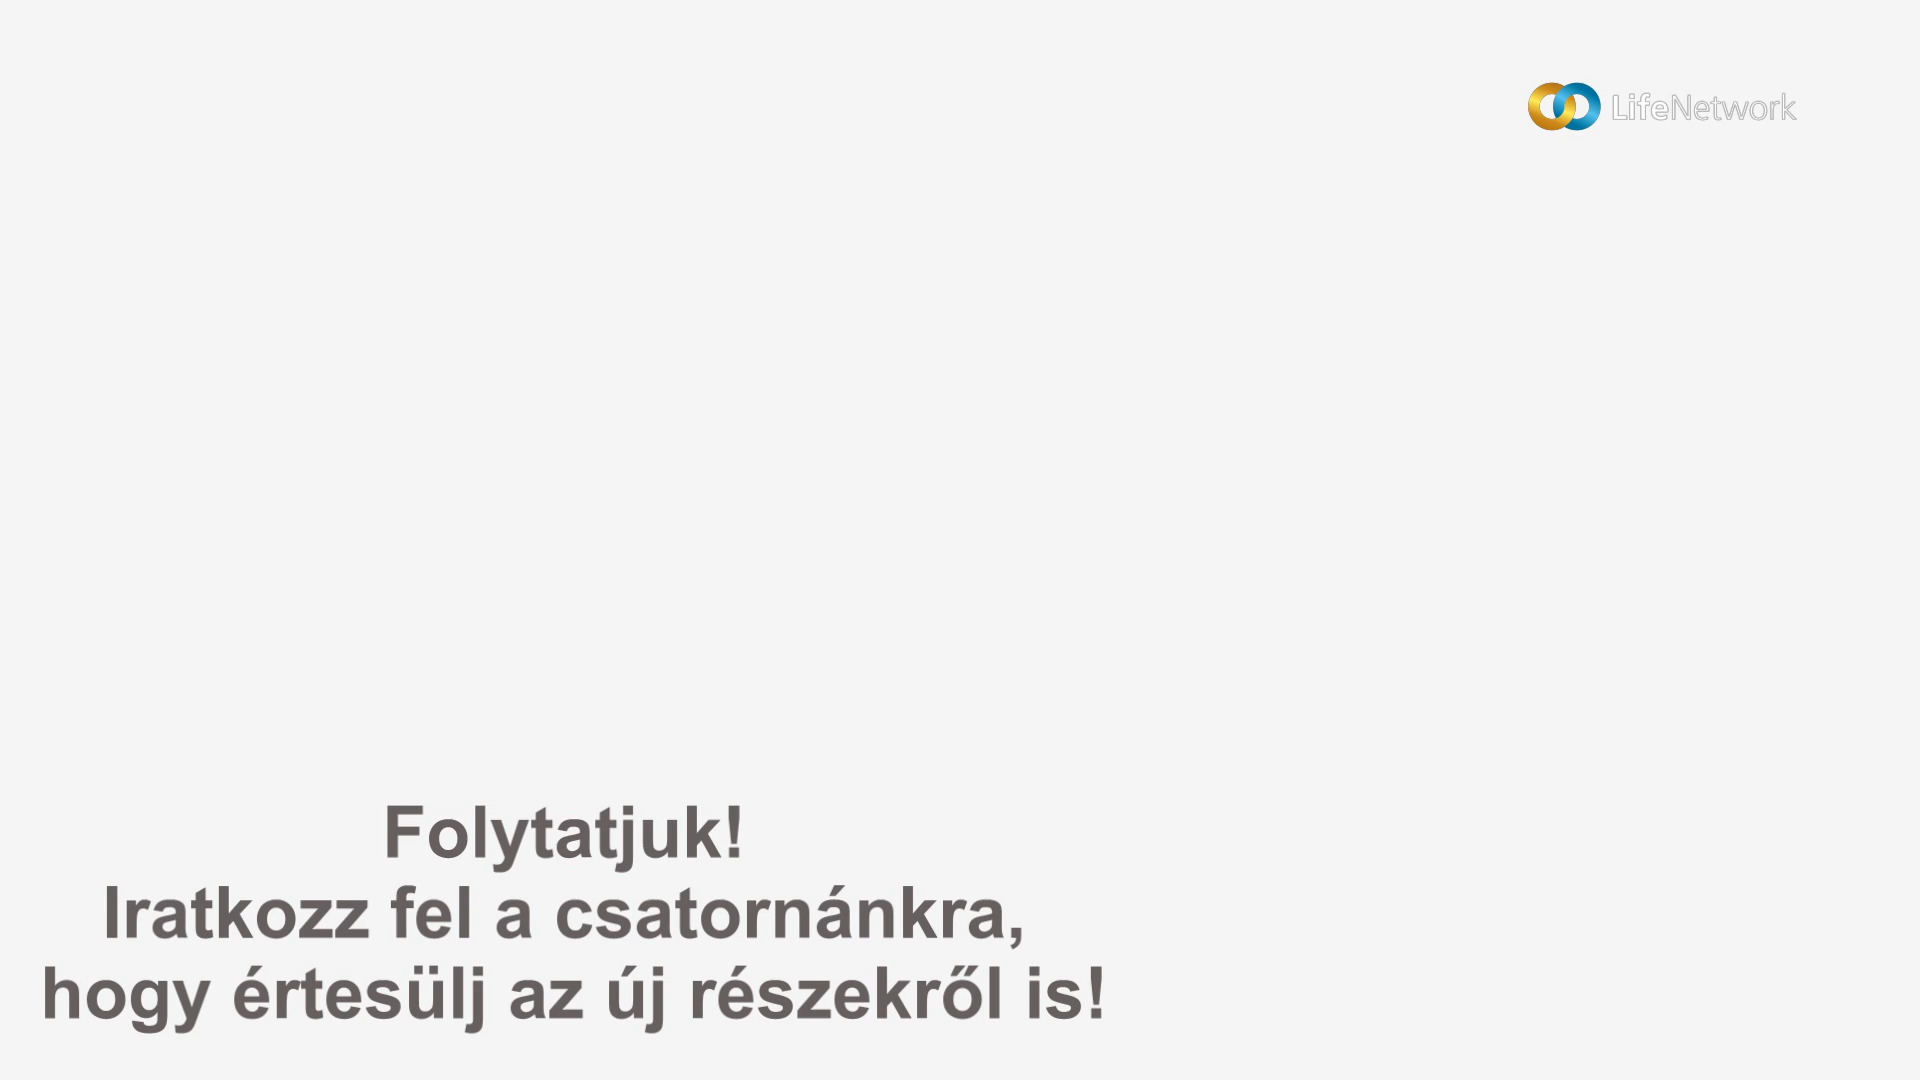 LifeNetwork
Folytatjuk!
Iratkozz fel a csatornánkra,
hogy értesülj az új részekről is!